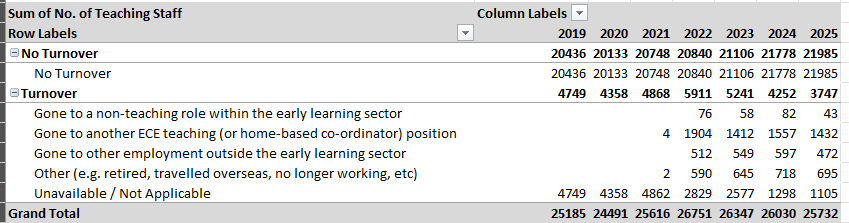 Sum of No. of Teaching Staff Column Labels
Row Labels 2019 2020 2021 2022 2023 2024 2025
No Turnover 20436 20133 20748 20840 21106 21778 21985
No Turnover 20436 20133 20748 20840 21106 21778 21985
Turnover 4749 4358 4868 5911 5241 4252 3747
Gone to a non-teaching role within the early learning sector 76 58 82 43
Gone to another ECE teaching (or home-based co-ordinator) position 4 1904 1412 1557 1432
Gone to other employment outside the early learning sector 512 549 597 472
Other (e.g. retired, travelled overseas, no longer working, etc) 2 590 645 718 695
Unavailable / Not Applicable 4749 4358 4862 2829 2577 1298 1105
Grand Total 25185 24491 25616 26751 26347 26030 25732